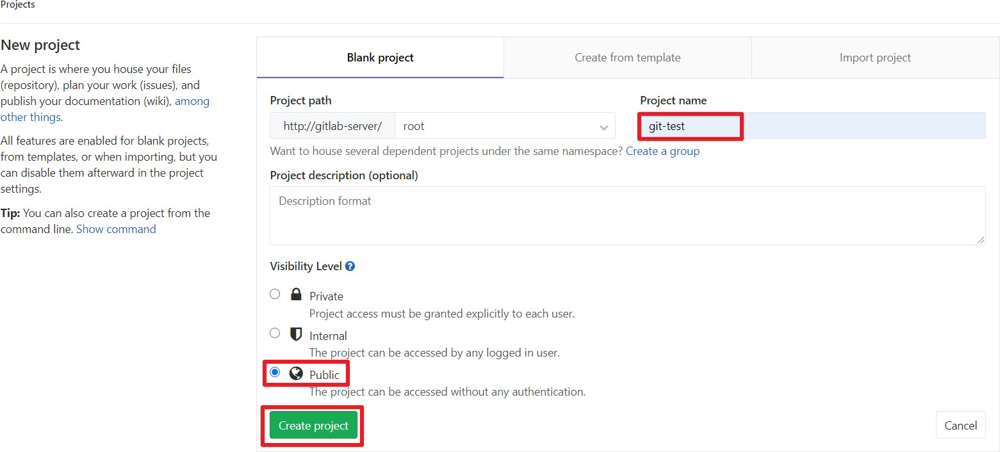 Projects
New project
A project is where you house your files
(repository), plan your work (issues), and
publish your documentation (wiki), among
other things.
All features are enabled for blank projects,
from templates, or when importing, but you
can disable them afterward in the project
settings.
Tip: You can also create a project from the
command line. Show command
Blank project
Create from template
Import project
Project path
http://gitlab-server/
root
Project name
git-test
Want to house several dependent projects under the same namespace? Create a group
Project description (optional)
Description format
Visibility Level ?
Private
Project access must be granted explicitly to each user.
Internal
The project can be accessed by any logged in user.
Public
The project can be accessed without any authentication.
Create project
Cancel